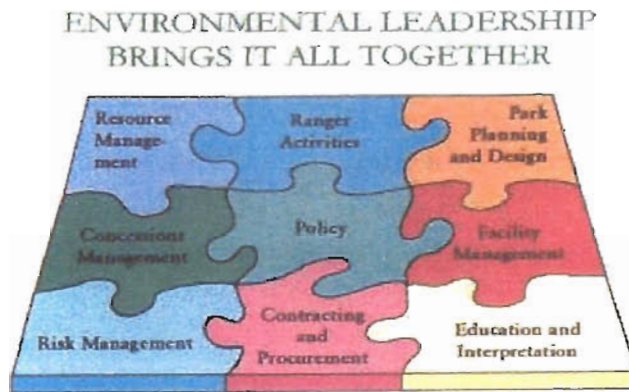 ENVIRONMENTAL LEADERSHIP
BRINGS IT ALL TOGETHER
Resource
Manage-
ment
Ranger
Activities
Park
Planning
and Design
Concessions
Management
Policy
Facility
Management
Risk Management
Contracting
and
Procurement
Education and
Interpretation